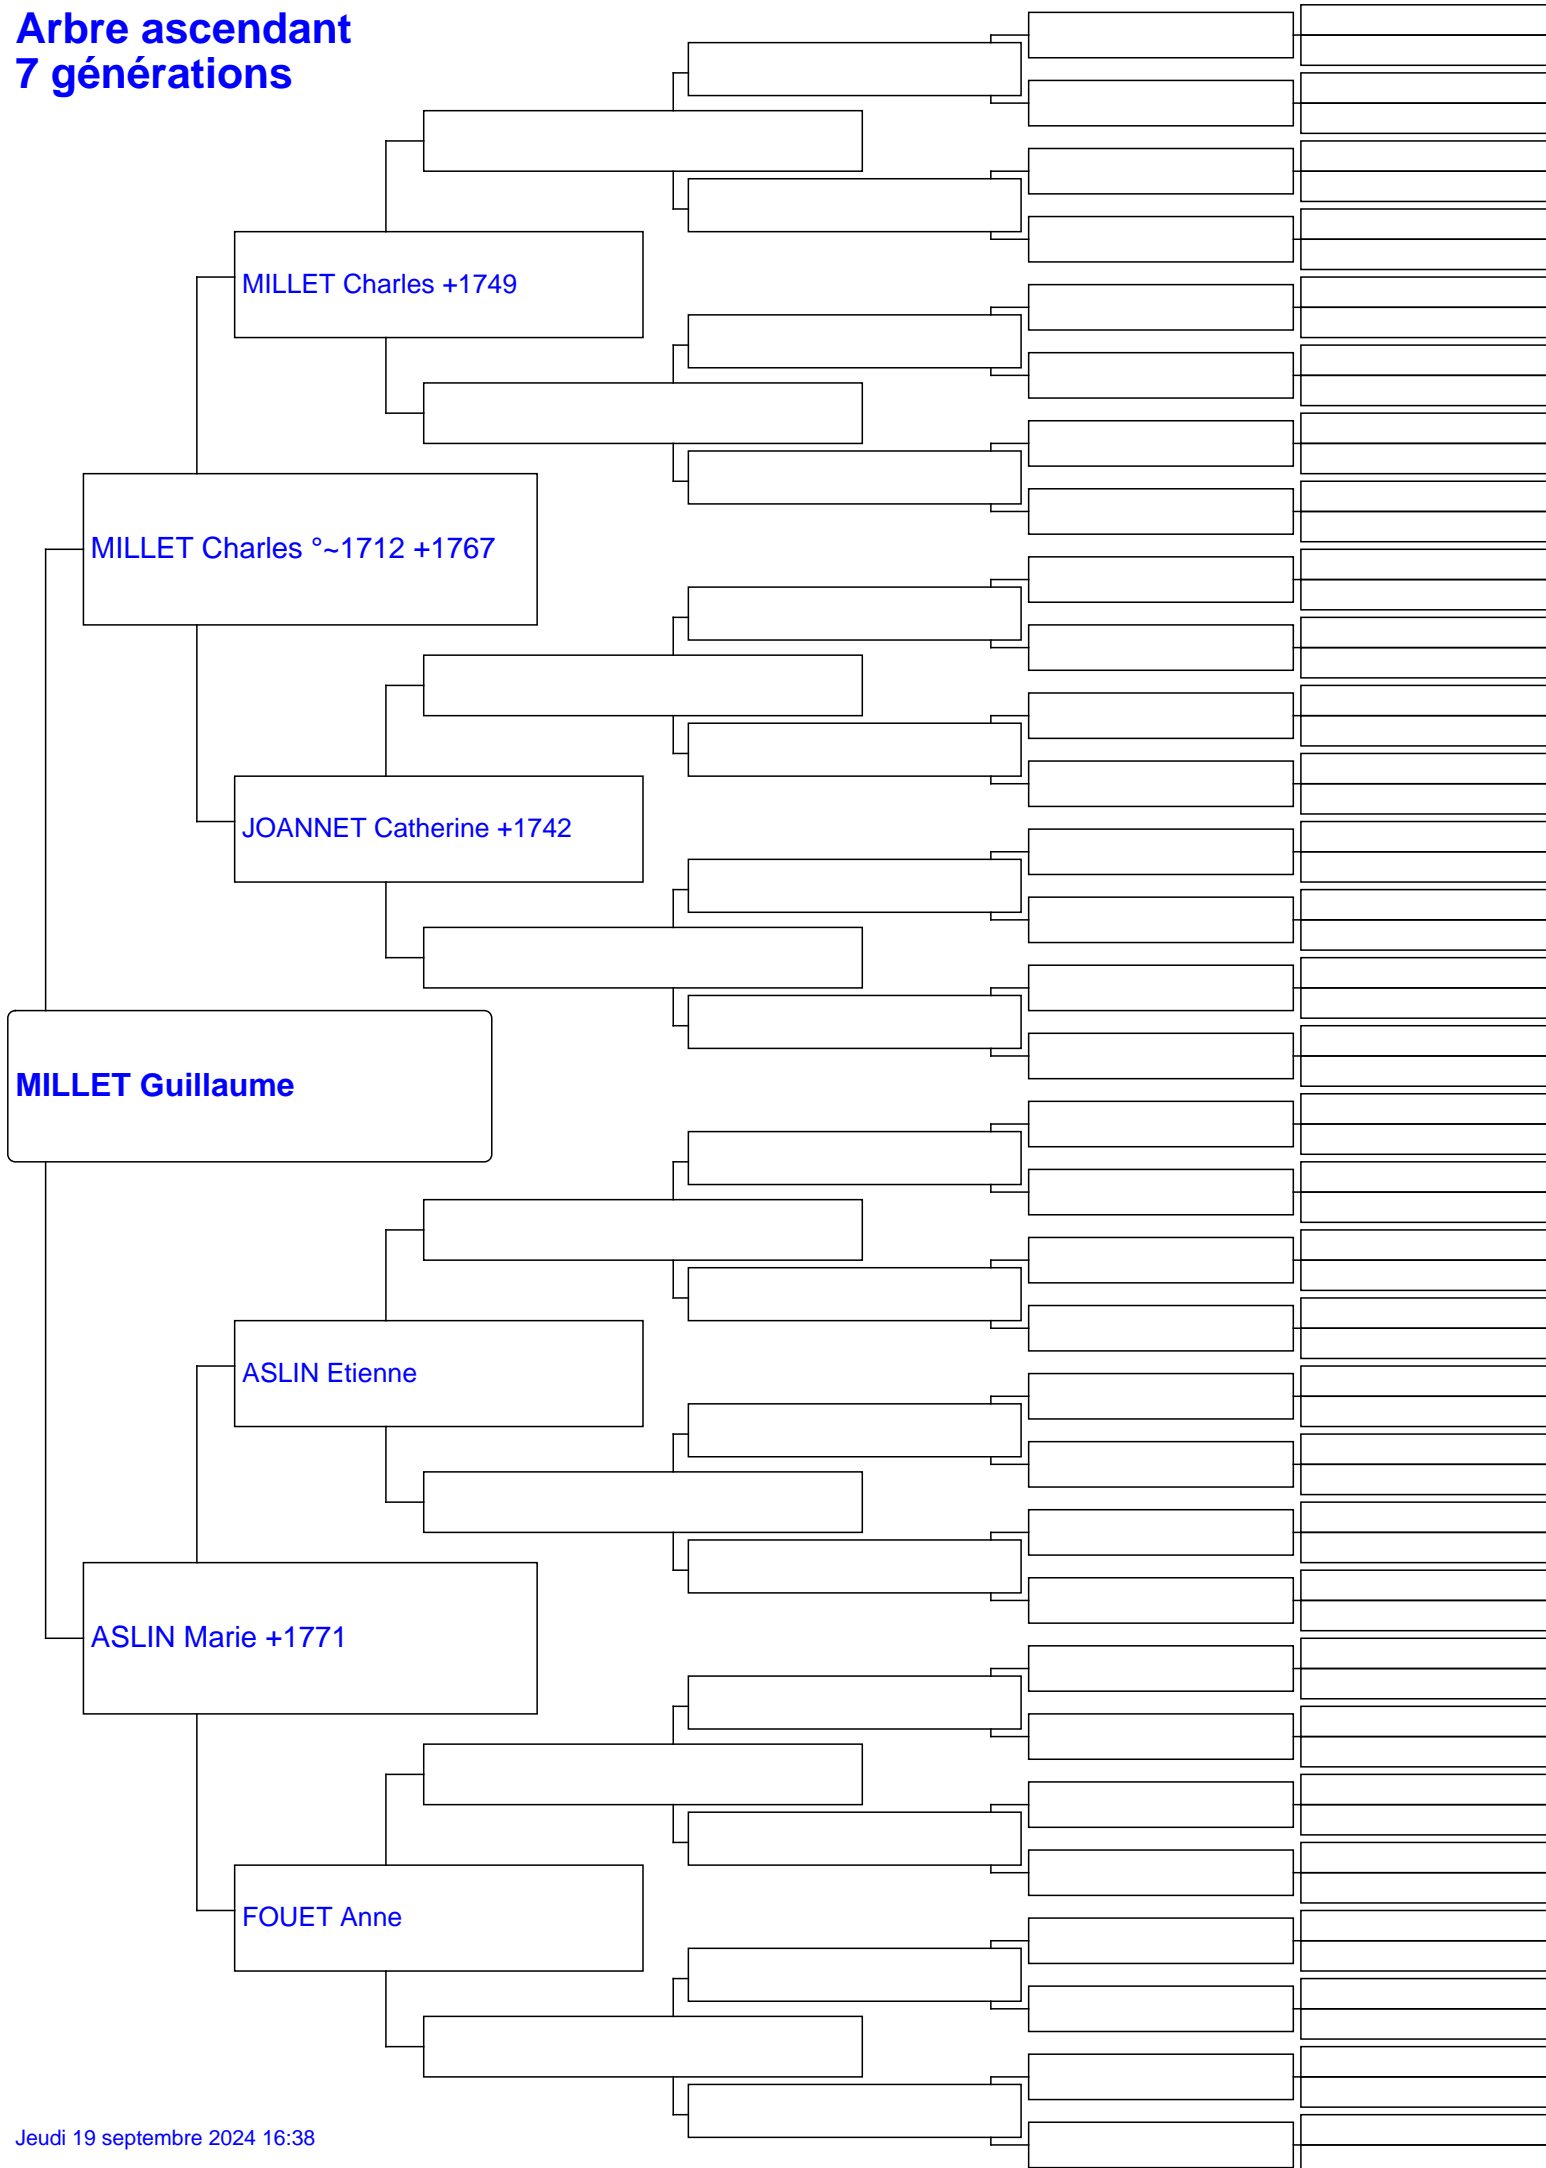 Arbre ascendant
7 générations
MILLET Charles +1749
MILLET Charles °~1712 +1767
JOANNET Catherine +1742
MILLET Guillaume
ASLIN Etienne
ASLIN Marie +1771
FOUET Anne
Jeudi 19 septembre 2024 16:38